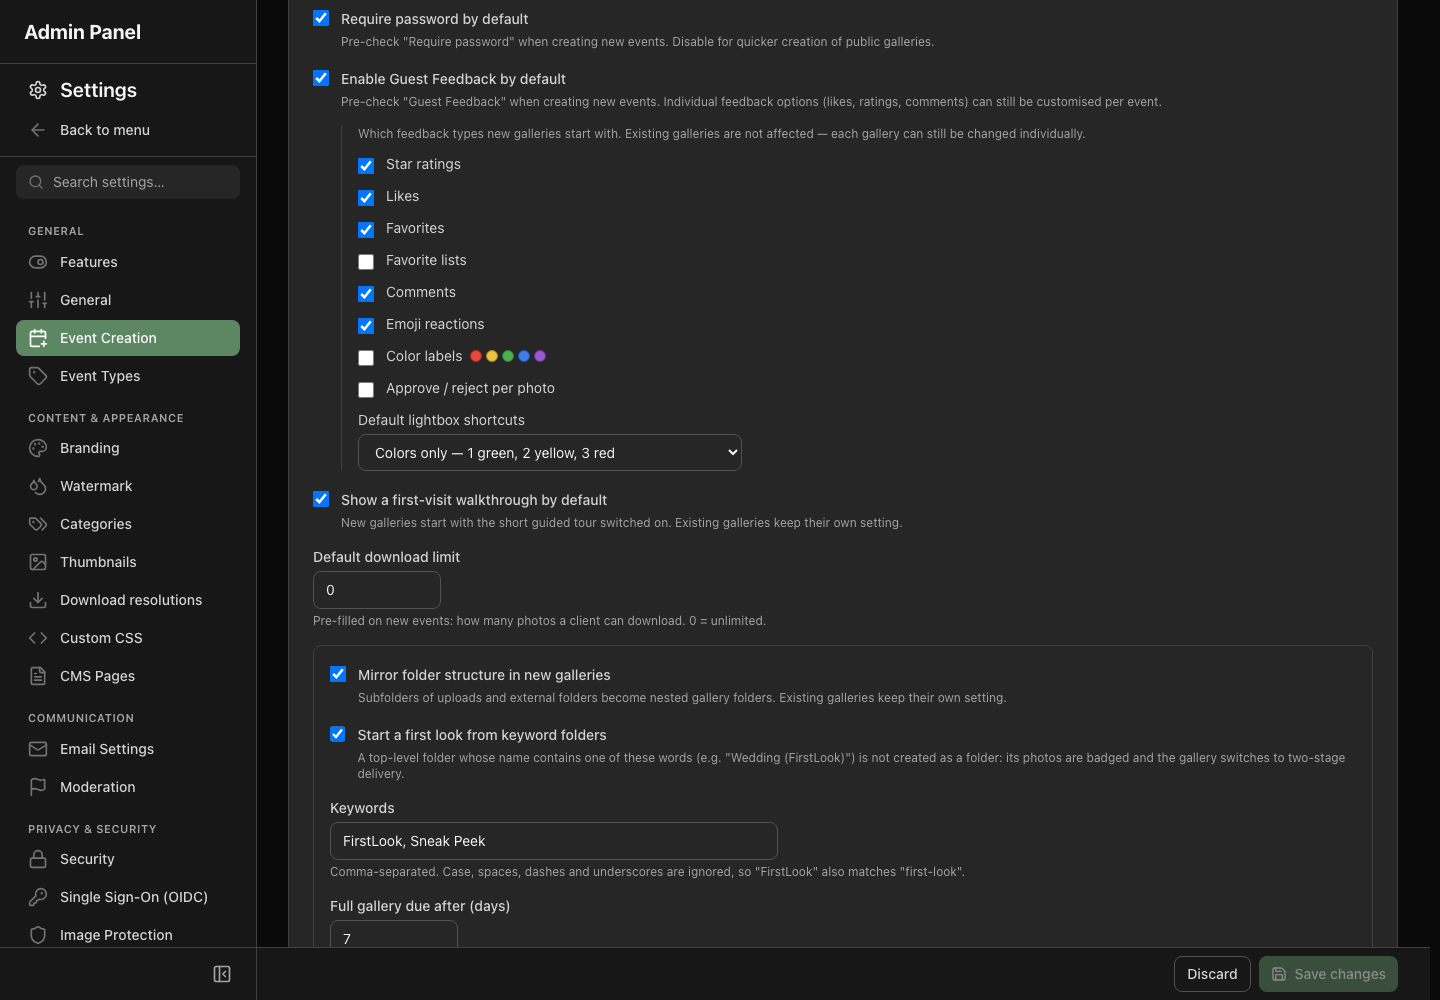 Admin Panel
Settings
Back to menu
Search settings...
GENERAL
Features
General
Event Creation
Event Types
CONTENT & APPEARANCE
Branding
Watermark
Categories
Thumbnails
Download resolutions
Custom CSS
CMS Pages
COMMUNICATION
Email Settings
Moderation
PRIVACY & SECURITY
Security
Single Sign-On (OIDC)
Image Protection
Require password by default
Pre-check "Require password" when creating new events. Disable for quicker creation of public galleries.
Enable Guest Feedback by default
Pre-check "Guest Feedback" when creating new events. Individual feedback options (likes, ratings, comments) can still be customised per event.
Which feedback types new galleries start with. Existing galleries are not affected — each gallery can still be changed individually.
Star ratings
Likes
Favorites
Favorite lists
Comments
Emoji reactions
Color labels
Approve / reject per photo
Default lightbox shortcuts
Colors only — 1 green, 2 yellow, 3 red
Show a first-visit walkthrough by default
New galleries start with the short guided tour switched on. Existing galleries keep their own setting.
Default download limit
0
Pre-filled on new events: how many photos a client can download. 0 = unlimited.
Mirror folder structure in new galleries
Subfolders of uploads and external folders become nested gallery folders. Existing galleries keep their own setting.
Start a first look from keyword folders
A top-level folder whose name contains one of these words (e.g. "Wedding (FirstLook)") is not created as a folder: its photos are badged and the gallery switches to two-stage
delivery.
Keywords
FirstLook, Sneak Peek
Comma-separated. Case, spaces, dashes and underscores are ignored, so "FirstLook" also matches "first-look".
Full gallery due after (days)
7
Discard
Save changes